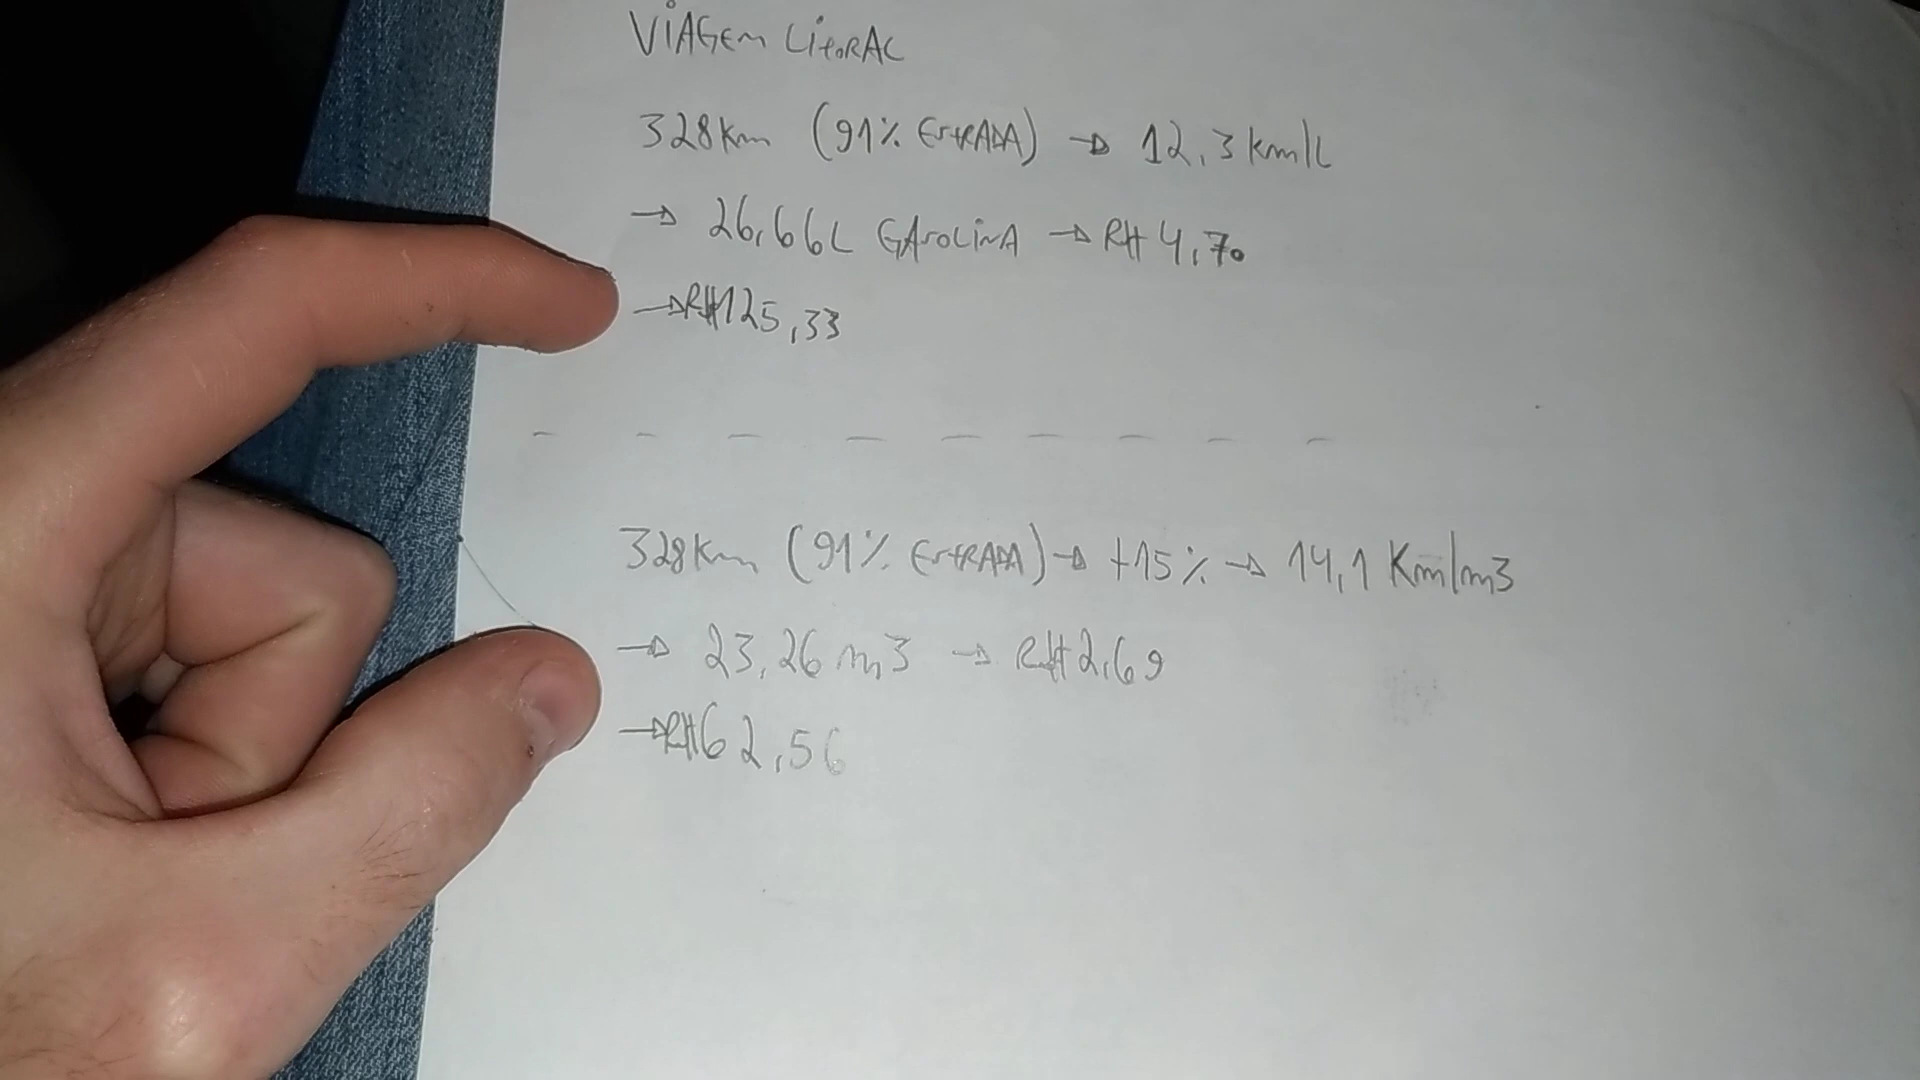 VIAGEM LITORAL
328km (91% ESTRADA) → 12,3 km/L
→ 26,66L GASOLINA → R$ 4,70
→ R$125,33
328Km (91% ESTRADA) → +15% → 14,1 Km/m3
→ 23,26 m3 → R$2,69
→ R$62,56